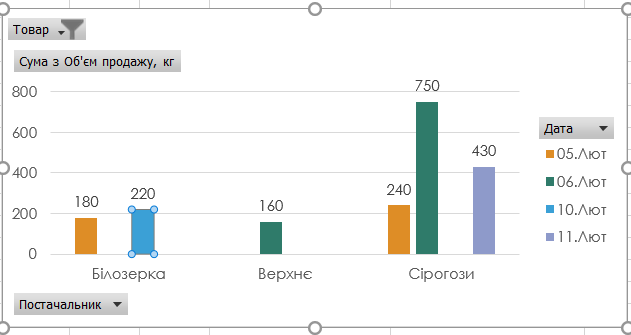 Товар
Сума з Об'єм продажу, кг
800
600
400
200
0
180
220
160
240
750
430
Білозерка
Верхнє
Сірогози
Дата
05.Лют
06.Лют
10.Лют
11.Лют
Постачальник